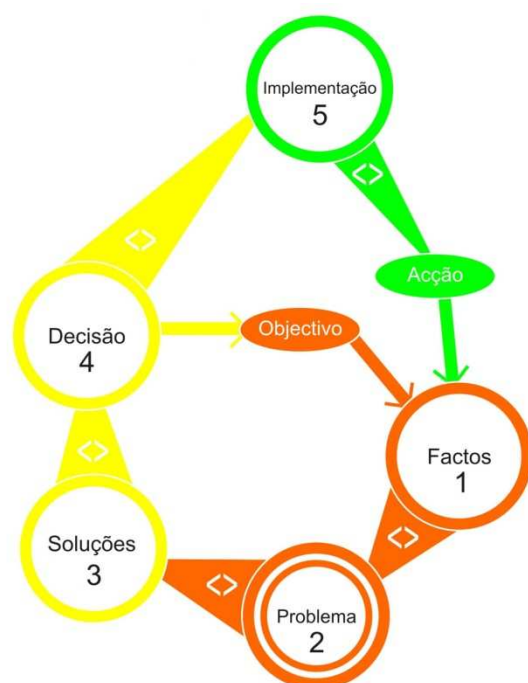 Implementação
5
<>
<>
Acção
Objectivo
Decisão
4
<>
Factos
1
Soluções
3
<>
<>
Problema
2